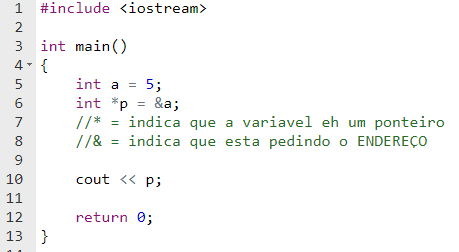 1 #include <iostream>
2
3 int main()
4 {
5     int a = 5;
6     int *p = &a;
7     //* = indica que a variavel eh um ponteiro
8     //& = indica que esta pedindo o ENDEREÇO
9
10     cout << p;
11
12     return 0;
13 }